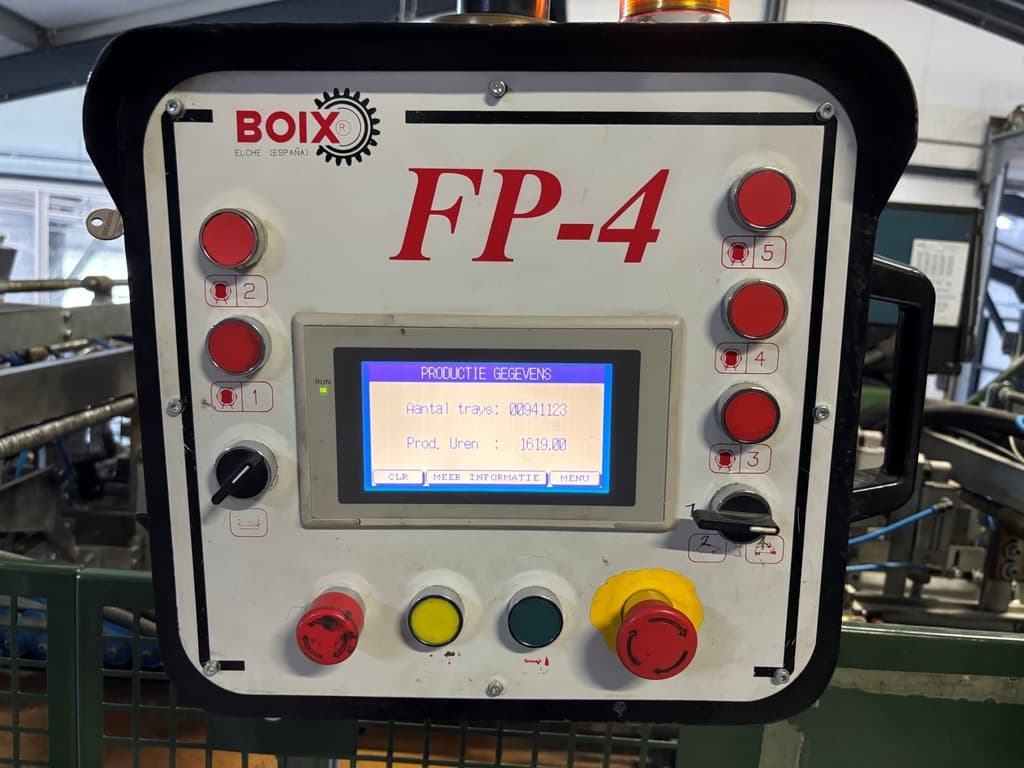 BOIX
ELCHE (ESPAÑA)
FP-4
2
1
5
4
3
RUN
PRODUCTIE GEGEVENS
Aantal trays: 00941123
Prod. Uren : 1619.00
CLR MEER INFORMATIE MENU
1
2